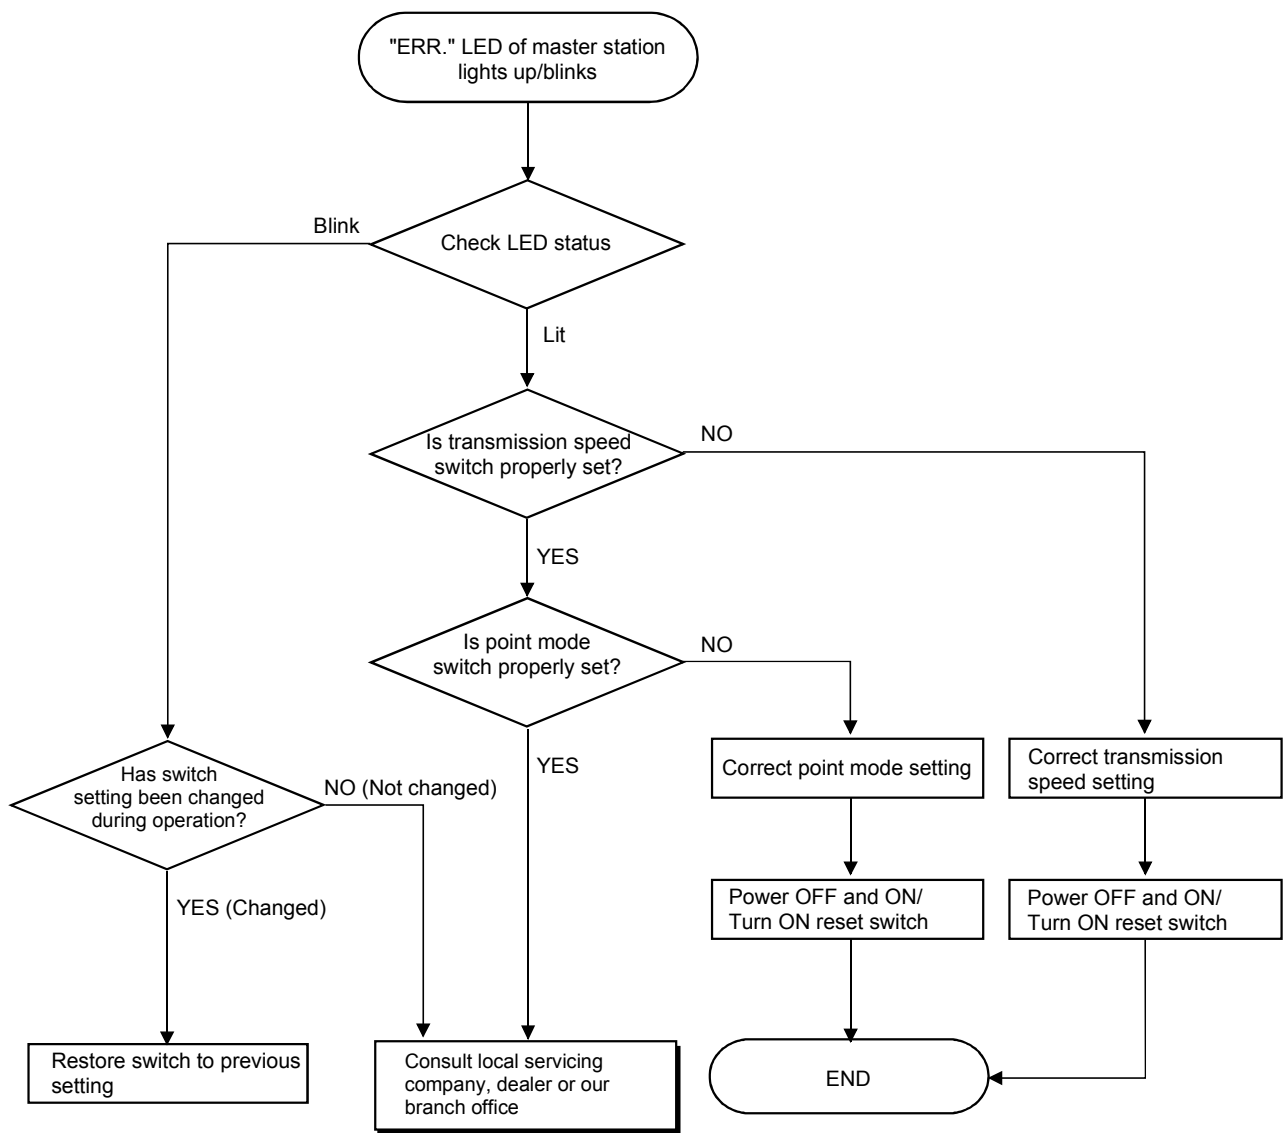 "ERR." LED of master station
lights up/blinks
Blink
Check LED status
Lit
Is transmission speed
switch properly set?
NO
YES
Is point mode
switch properly set?
NO
YES
Has switch
setting been changed
during operation?
NO (Not changed)
YES (Changed)
Correct point mode setting
Correct transmission
speed setting
Power OFF and ON/
Turn ON reset switch
Power OFF and ON/
Turn ON reset switch
Restore switch to previous
setting
Consult local servicing
company, dealer or our
branch office
END